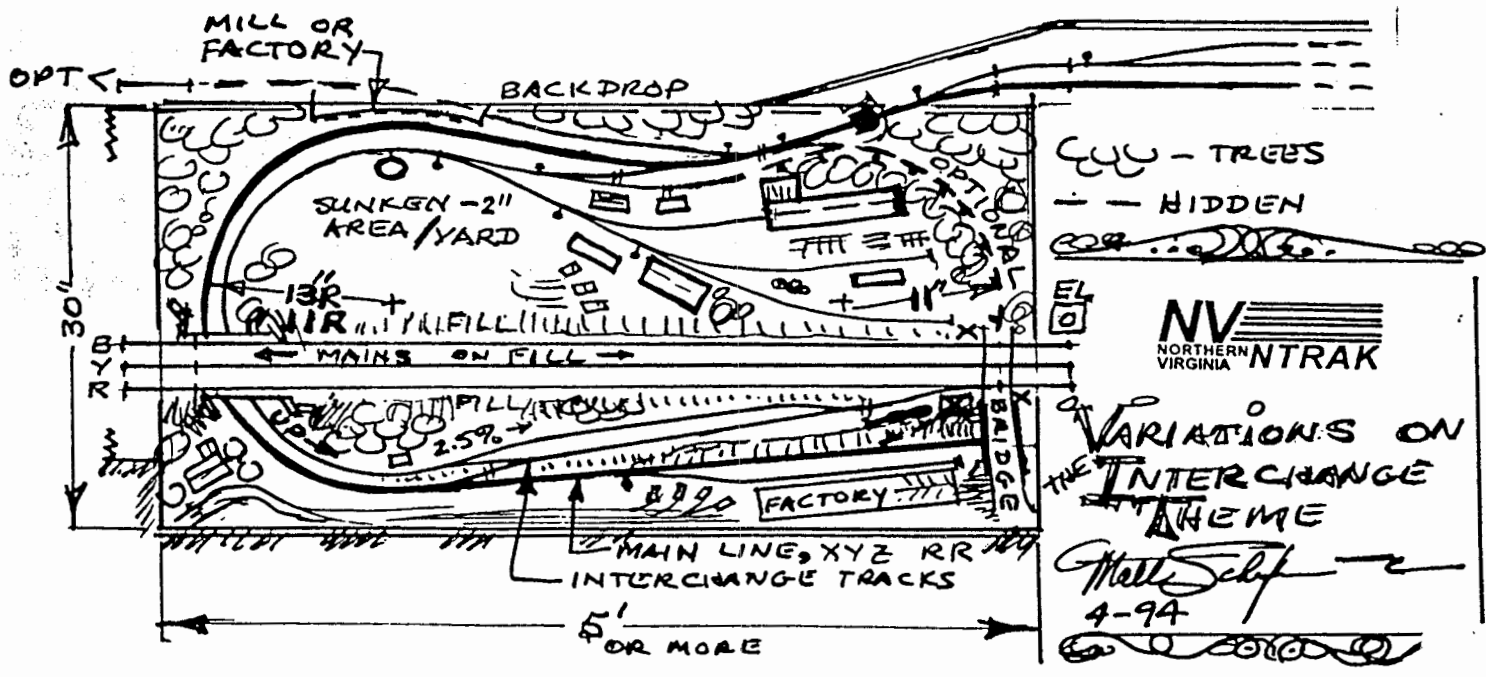 MILL OR
FACTORY
OPT <
BACKDROP
30"
SUNKEN -2"
AREA/YARD
OPTIONAL
11"
13"R
11R
FILL
X
B
Y
R
MAINS ON FILL
FILL
2.5%
X
BRIDGE
FACTORY
MAIN LINE, XYZ RR
INTERCHANGE TRACKS
5'
OR MORE
- TREES
- HIDDEN
EL
O
NV
NORTHERN
VIRGINIA
NTRAK
VARIATIONS ON
THE INTERCHANGE
THEME
4-94